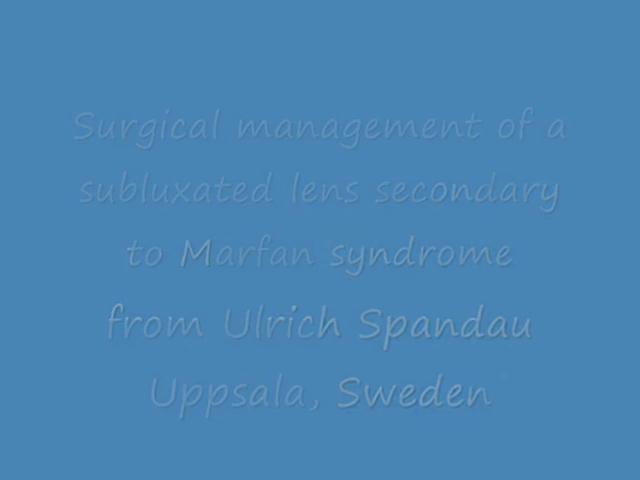 Surgical management of a
subluxated lens secondary
to Marfan syndrome
from Ulrich Spandau
Uppsala, Sweden